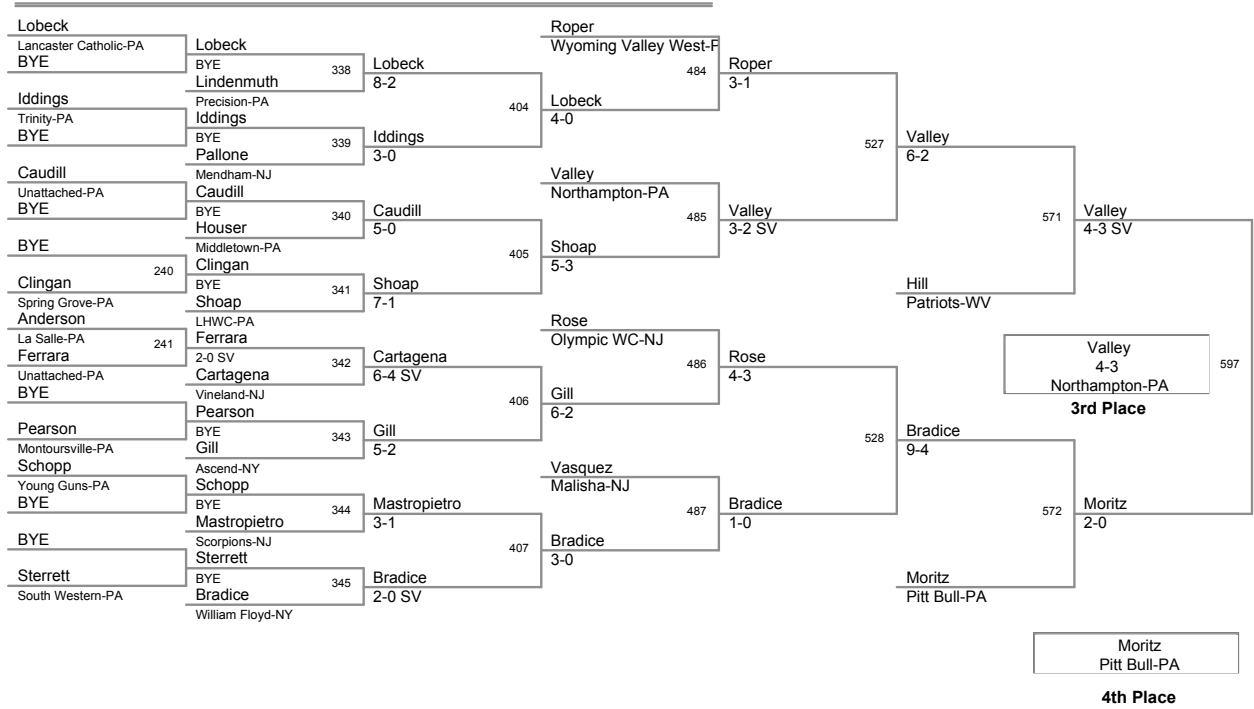 Lobeck
Lancaster Catholic-PA
BYE
Iddings
Trinity-PA
BYE
Caudill
Unattached-PA
BYE
BYE
240
Clingan
Spring Grove-PA
Anderson
La Salle-PA
241
Ferrara
Unattached-PA
BYE
Pearson
Montoursville-PA
Schopp
Young Guns-PA
BYE
BYE
Sterrett
South Western-PA
Lobeck
BYE
338
Lindenmuth
Precision-PA
Iddings
BYE
339
Pallone
Mendham-NJ
Caudill
BYE
340
Houser
Middletown-PA
Clingan
BYE
341
Shoap
LHWC-PA
Ferrara
2-0 SV
342
Cartagena
Vineland-NJ
Pearson
BYE
343
Gill
Ascend-NY
Schopp
BYE
344
Mastropietro
Scorpions-NJ
Sterrett
BYE
345
Bradice
William Floyd-NY
Lobeck
8-2
404
Iddings
3-0
Caudill
5-0
405
Shoap
7-1
Cartagena
6-4 SV
406
Gill
5-2
Mastropietro
3-1
407
Bradice
2-0 SV
Roper
Wyoming Valley West-P
484
Lobeck
4-0
Valley
Northampton-PA
485
Shoap
5-3
Rose
Olympic WC-NJ
486
Gill
6-2
Vasquez
Malisha-NJ
487
Bradice
3-0
Roper
3-1
527
Valley
3-2 SV
Rose
4-3
528
Bradice
1-0
Valley
6-2
571
Hill
Patriots-WV
Bradice
9-4
572
Moritz
Pitt Bull-PA
Valley
4-3 SV
597
Moritz
2-0
Valley
4-3
Northampton-PA
3rd Place
Moritz
Pitt Bull-PA
4th Place